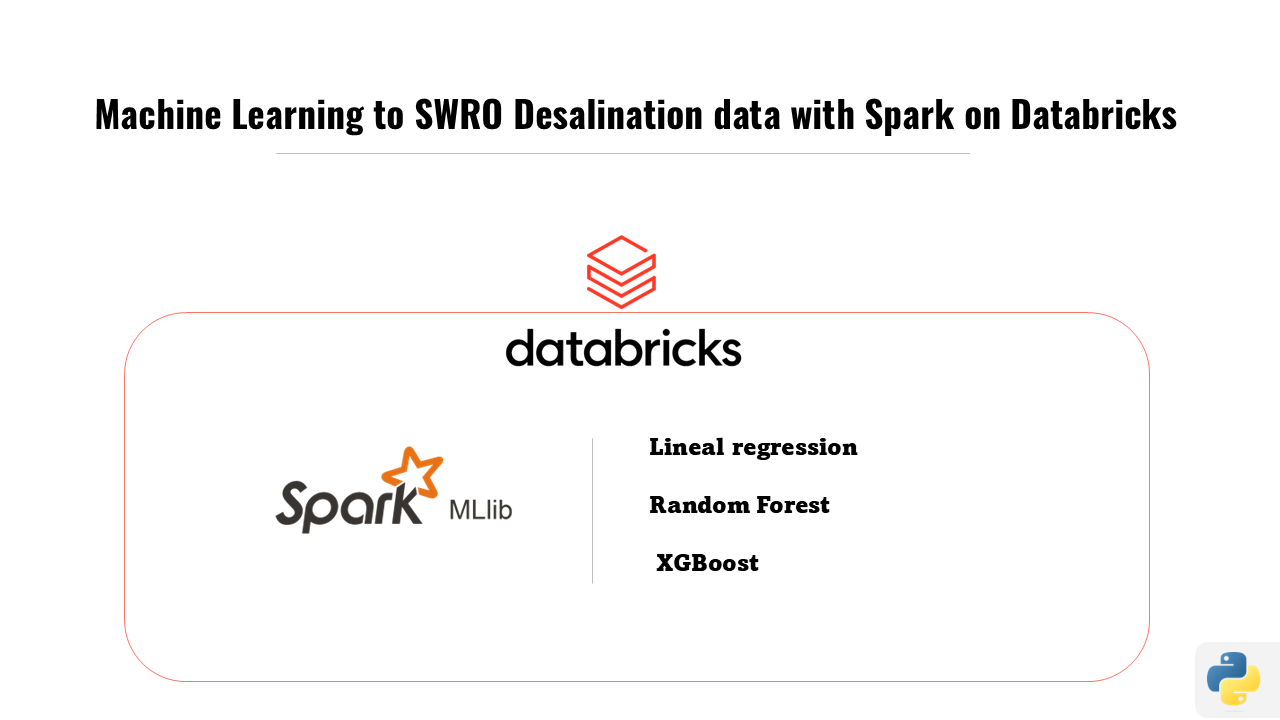 Machine Learning to SWRO Desalination data with Spark on Databricks
databricks
Spark MLlib
Lineal regression
Random Forest
XGBoost